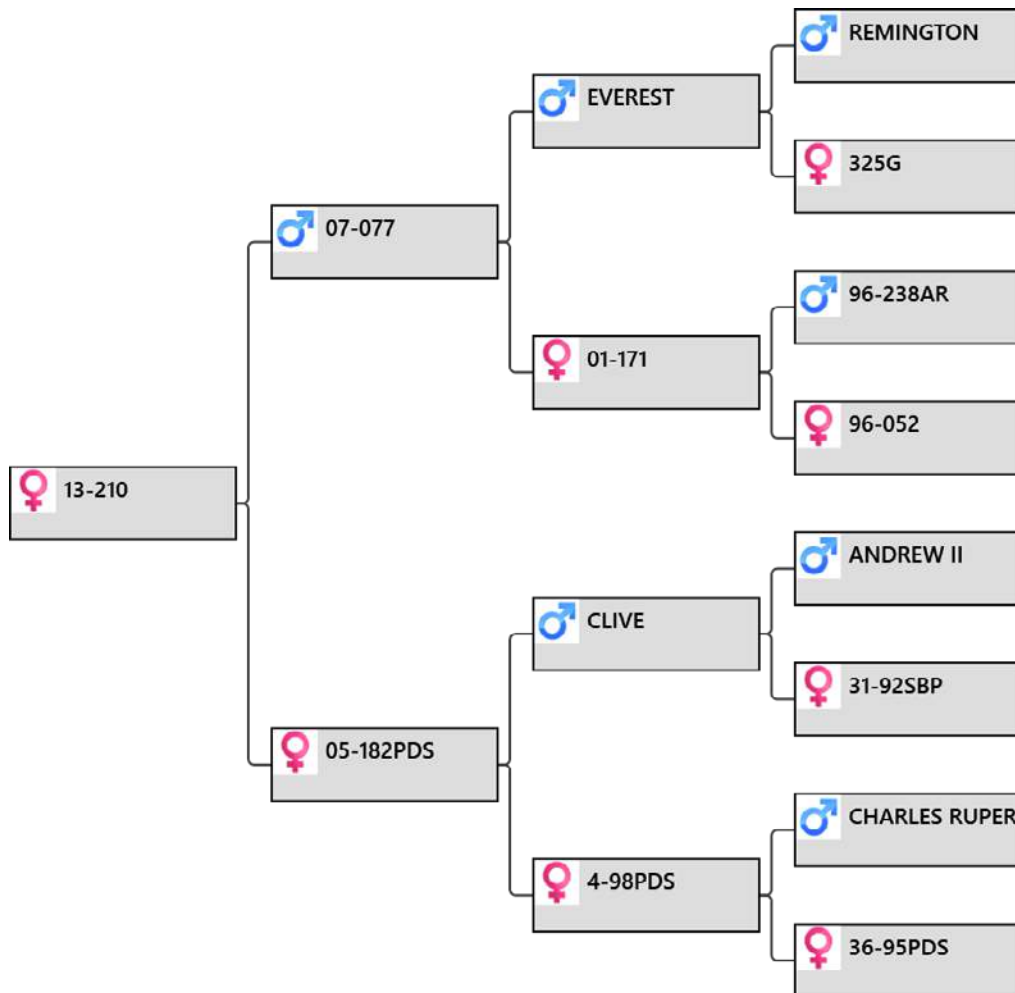 REMINGTON
EVEREST
325G
07-077
96-238AR
01-171
96-052
13-210
ANDREW II
CLIVE
31-92SBP
05-182PDS
CHARLES RUPER
4-98PDS
36-95PDS